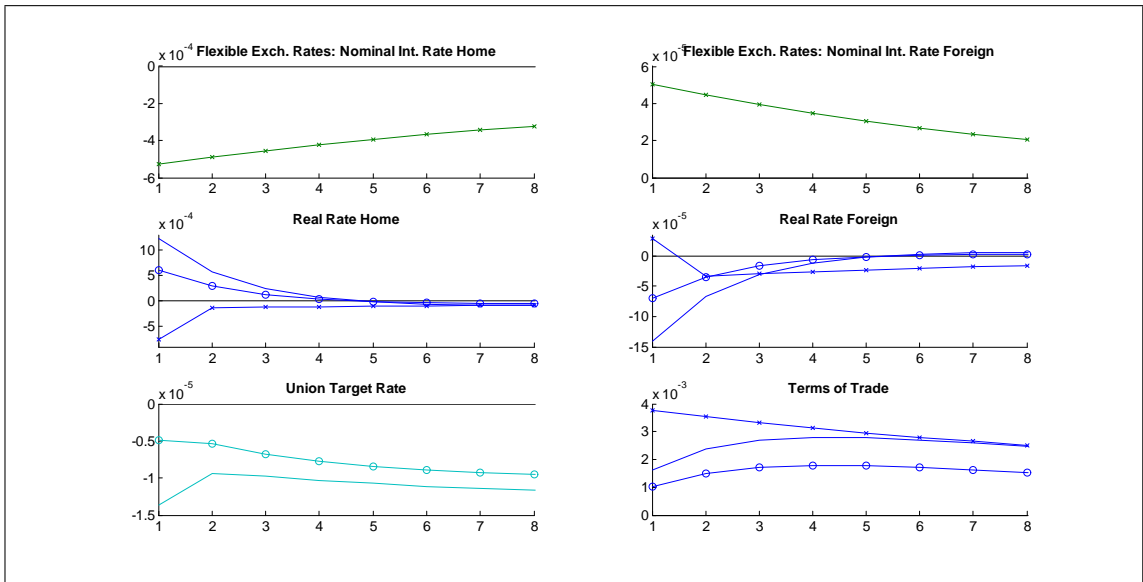 Flexible Exch. Rates: Nominal Int. Rate Home
x 10^-4
0
-2
-4
-6
1 2 3 4 5 6 7 8
Flexible Exch. Rates: Nominal Int. Rate Foreign
x 10^-5
6
4
2
0
1 2 3 4 5 6 7 8
Real Rate Home
x 10^-4
10
5
0
-5
1 2 3 4 5 6 7 8
Real Rate Foreign
x 10^-5
0
-5
-10
-15
1 2 3 4 5 6 7 8
Union Target Rate
x 10^-5
0
-0.5
-1
-1.5
1 2 3 4 5 6 7 8
Terms of Trade
x 10^-3
4
3
2
1
0
1 2 3 4 5 6 7 8